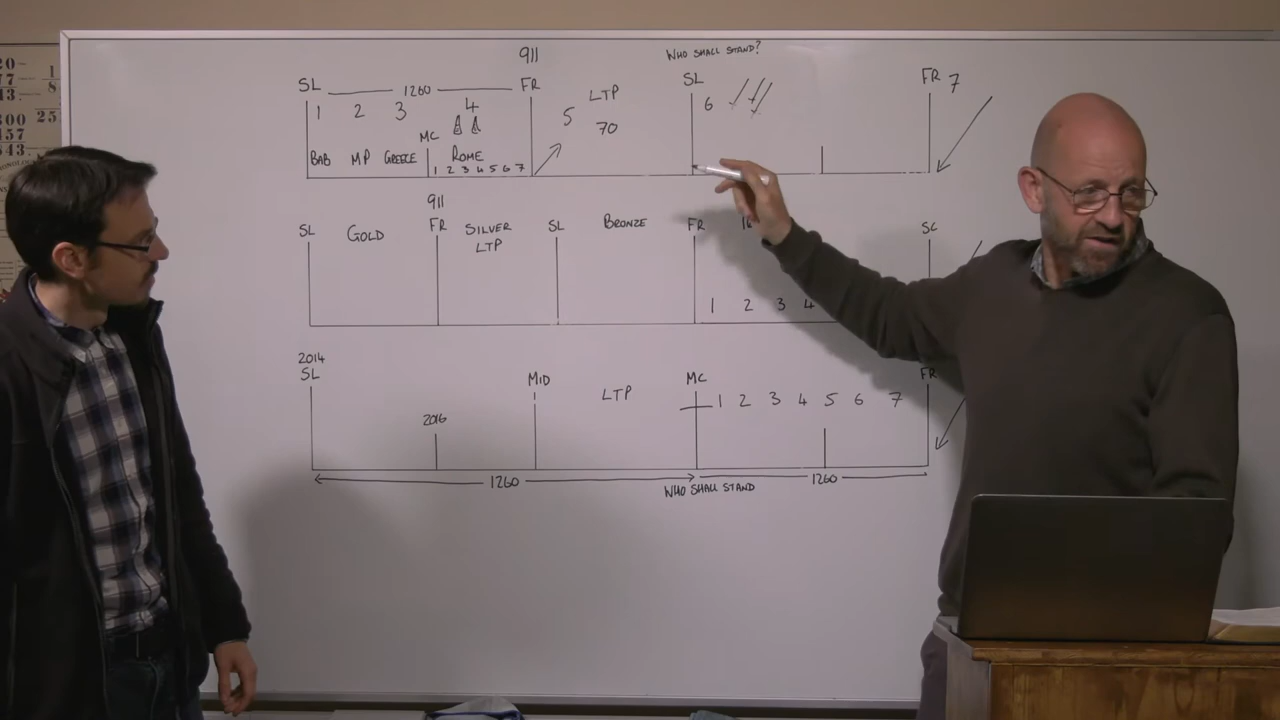 911
WHO SHALL STAND?
SL 1260 FR SL FR 7
1 2 3 4 5 LTP 6
MC 70
BAB MP GREECE ROME
1 2 3 4 5 6 7
911
SL GOLD FR SILVER SL BRONZE FR SC
LTP
1 2 3 4
2014
SL MID LTP MC FR
2016 1 2 3 4 5 6 7
1260 1260
WHO SHALL STAND